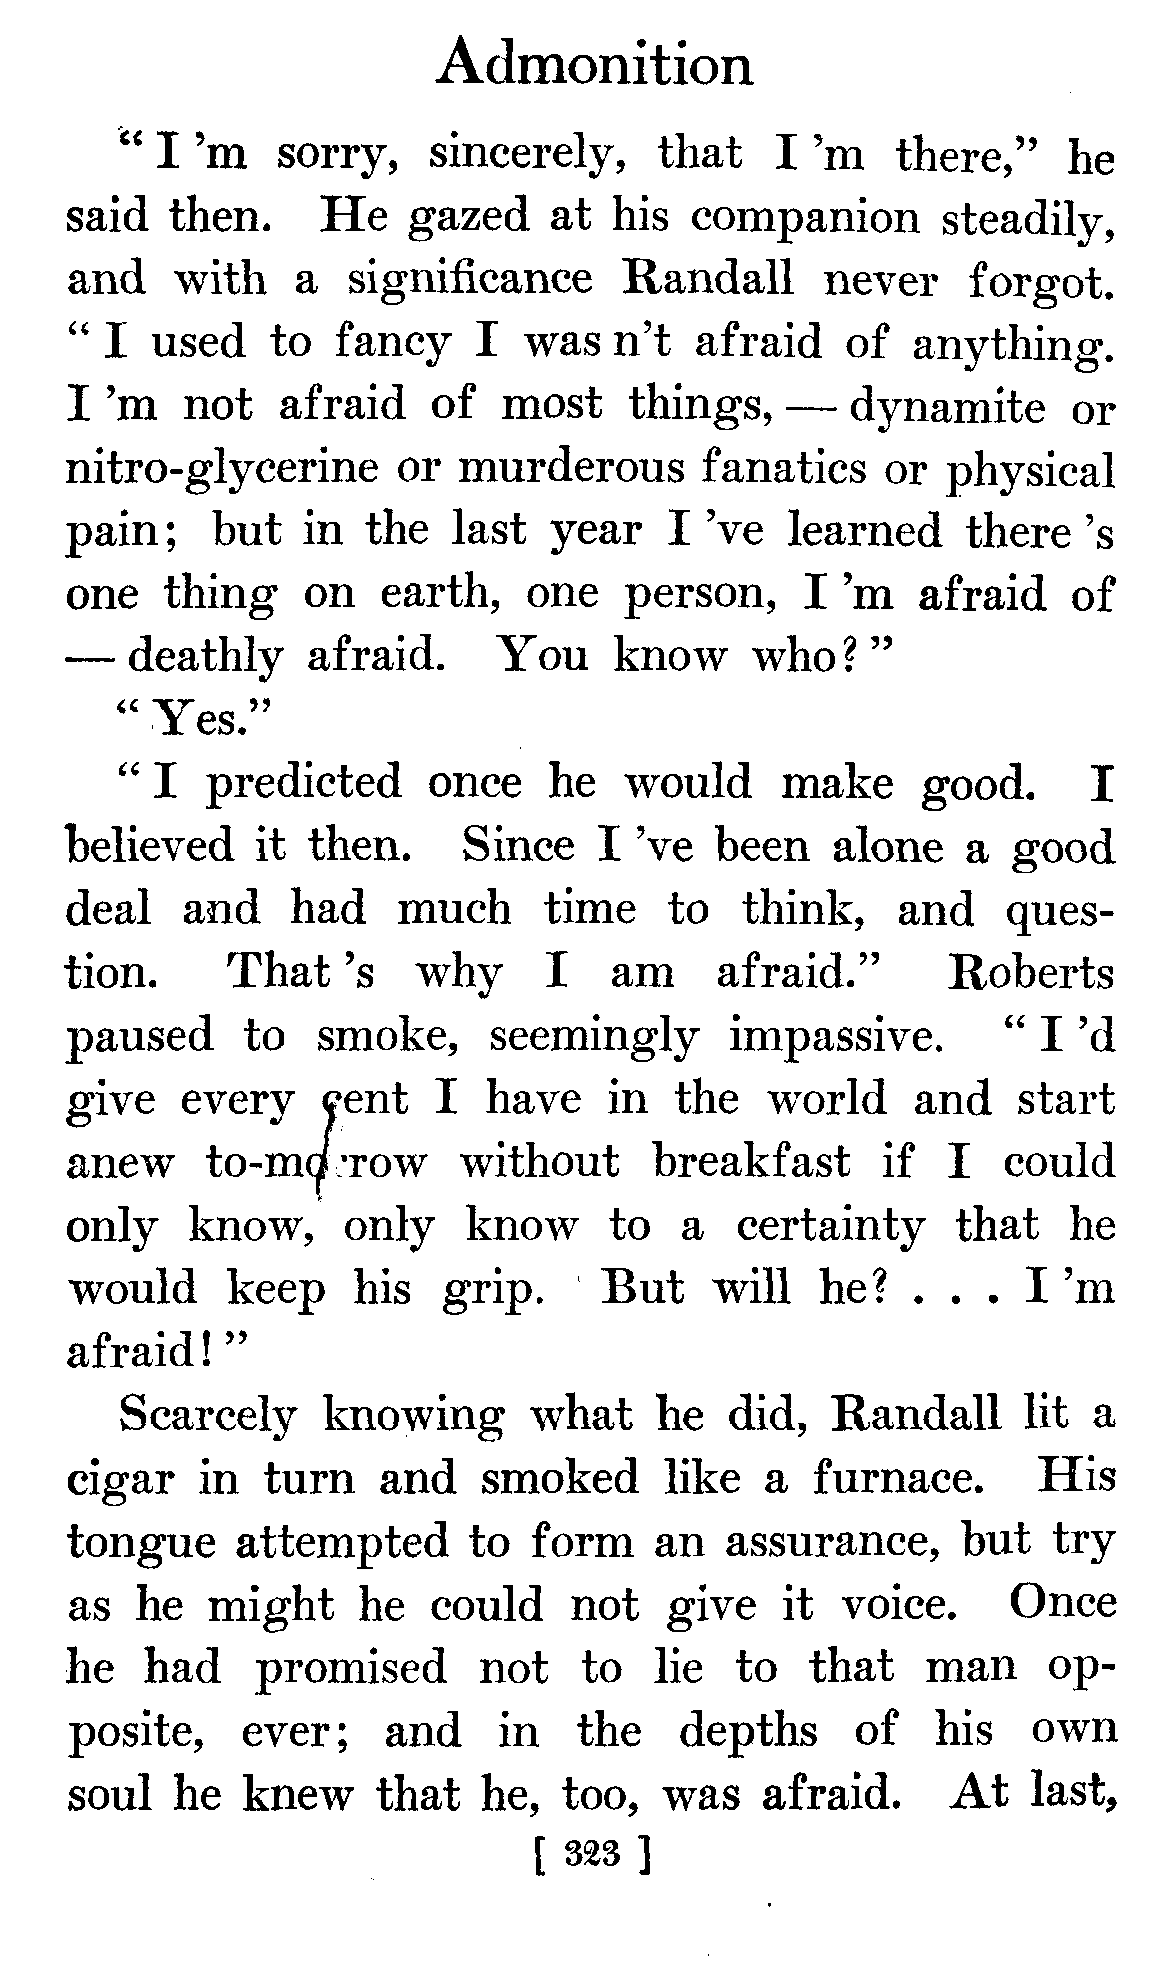 Admonition
“ I ’m sorry, sincerely, that I ’m there,” he
said then. He gazed at his companion steadily,
and with a significance Randall never forgot.
“ I used to fancy I was n’t afraid of anything.
I ’m not afraid of most things, — dynamite or
nitro-glycerine or murderous fanatics or physical
pain; but in the last year I ’ve learned there ’s
one thing on earth, one person, I ’m afraid of
— deathly afraid. You know who? ”
“ Yes.”
“ I predicted once he would make good. I
believed it then. Since I ’ve been alone a good
deal and had much time to think, and ques-
tion. That ’s why I am afraid.” Roberts
paused to smoke, seemingly impassive. “ I ’d
give every cent I have in the world and start
anew to-morrow without breakfast if I could
only know, only know to a certainty that he
would keep his grip. But will he? . . . I ’m
afraid! ”
Scarcely knowing what he did, Randall lit a
cigar in turn and smoked like a furnace. His
tongue attempted to form an assurance, but try
as he might he could not give it voice. Once
he had promised not to lie to that man op-
posite, ever; and in the depths of his own
soul he knew that he, too, was afraid. At last,
[ 323 ]